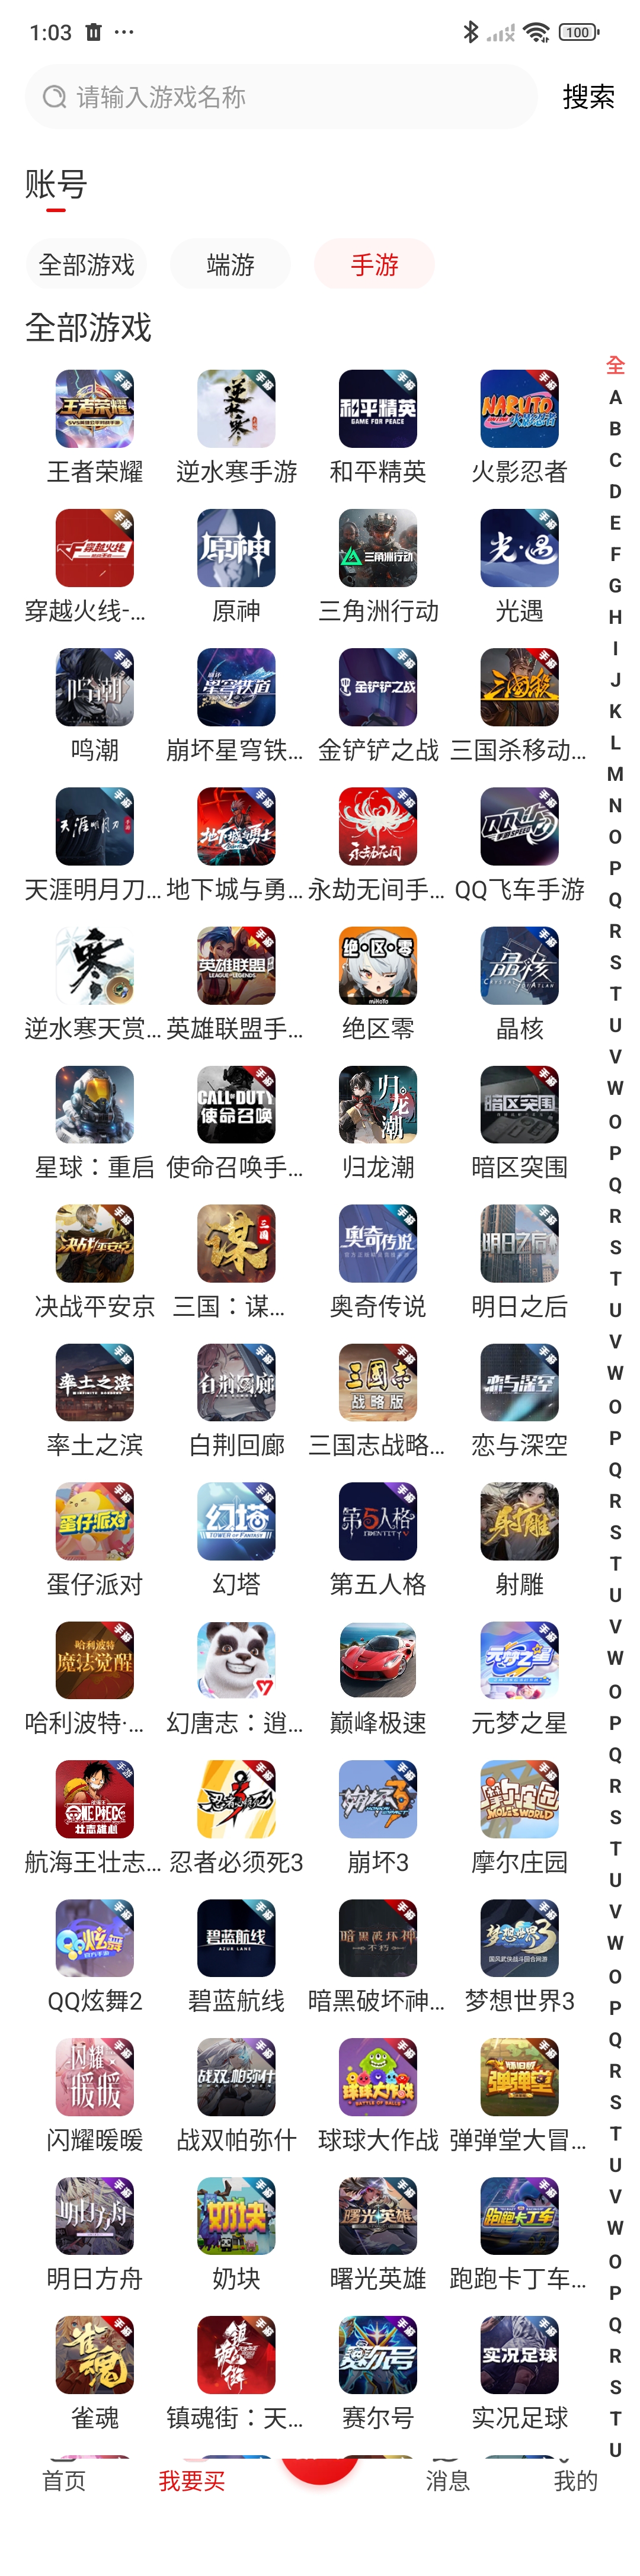 1:03
100
请输入游戏名称
搜索
账号
全部游戏 端游 手游
全部游戏
王者荣耀 逆水寒手游 和平精英 火影忍者
穿越火线-... 原神 三角洲行动 光遇
鸣潮 崩坏星穹铁... 金铲铲之战 三国杀移动...
天涯明月刀... 地下城与勇... 永劫无间手... QQ飞车手游
逆水寒天赏... 英雄联盟手... 绝区零 晶核
星球：重启 使命召唤手... 归龙潮 暗区突围
决战平安京 三国：谋... 奥奇传说 明日之后
率土之滨 白荆回廊 三国志战略... 恋与深空
蛋仔派对 幻塔 第五人格 射雕
哈利波特·... 幻唐志：逍... 巅峰极速 元梦之星
航海王壮志... 忍者必须死3 崩坏3 摩尔庄园
QQ炫舞2 碧蓝航线 暗黑破坏神... 梦想世界3
闪耀暖暖 战双帕弥什 球球大作战 弹弹堂大冒...
明日方舟 奶块 曙光英雄 跑跑卡丁车...
雀魂 镇魂街：天... 赛尔号 实况足球
全
A
B
C
D
E
F
G
H
I
J
K
L
M
N
O
P
Q
R
S
T
U
V
W
O
P
Q
R
S
T
U
V
W
O
P
Q
R
S
T
U
V
W
O
P
Q
R
S
T
U
V
W
O
P
Q
R
S
T
U
V
W
O
P
Q
R
S
T
U
首页 我要买 消息 我的